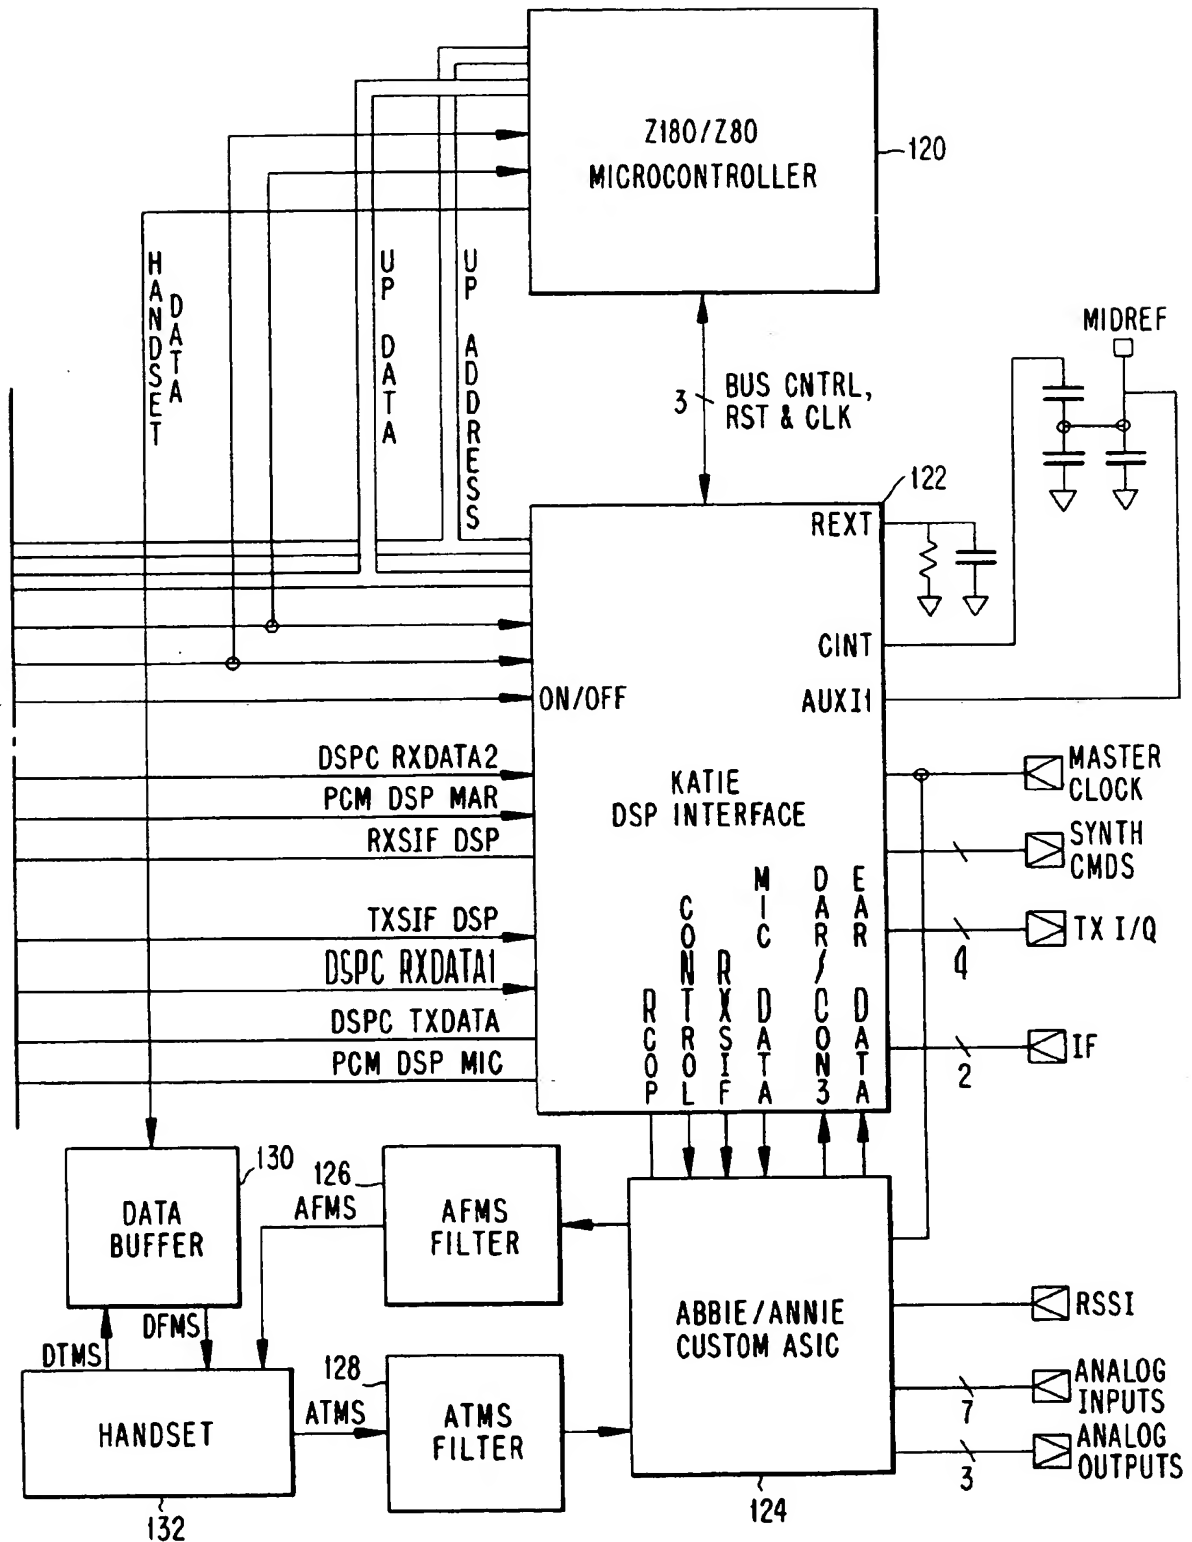 Z180/Z80
MICROCONTROLLER
120
HANDSET
DATA
UP DATA
UP ADDRESS
3
BUS CNTRL,
RST & CLK
MIDREF
122
REXT
CINT
AUXI1
ON/OFF
KATIE
DSP INTERFACE
DSPC RXDATA2
PCM DSP MAR
RXSIF DSP
TXSIF DSP
DSPC RXDATA1
DSPC TXDATA
PCM DSP MIC
RCOP
CONTROL
RXSIF
MIC DATA
DAR/CON3
EAR DATA
MASTER
CLOCK
SYNTH
CMDS
TX I/Q
4
IF
2
130
DATA
BUFFER
126
AFMS
AFMS
FILTER
DTMS
DFMS
HANDSET
132
ATMS
128
ATMS
FILTER
ABBIE/ANNIE
CUSTOM ASIC
124
RSSI
ANALOG
INPUTS
7
ANALOG
OUTPUTS
3